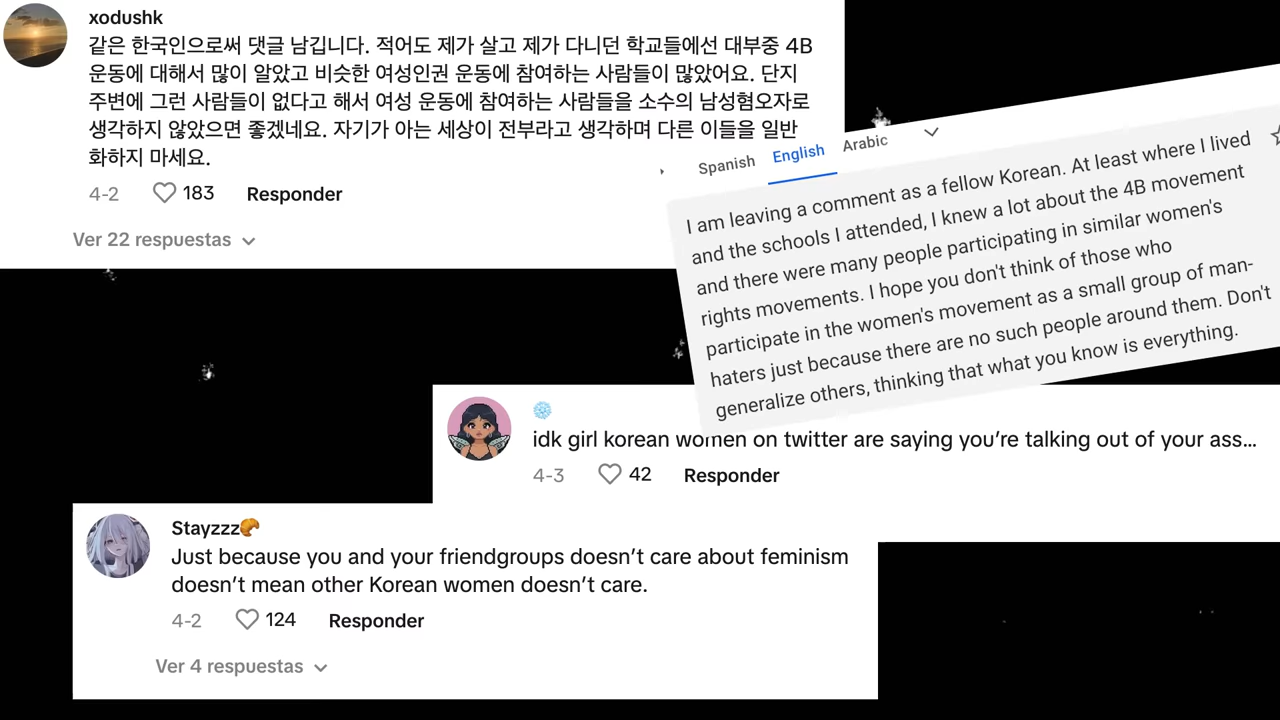 xodushk
같은 한국인으로써 댓글 남깁니다. 적어도 제가 살고 제가 다니던 학교들에선 대부중 4B
운동에 대해서 많이 알았고 비슷한 여성인권 운동에 참여하는 사람들이 많았어요. 단지
주변에 그런 사람들이 없다고 해서 여성 운동에 참여하는 사람들을 소수의 남성혐오자로
생각하지 않았으면 좋겠네요. 자기가 아는 세상이 전부라고 생각하며 다른 이들을 일반
화하지 마세요.
4-2 183 Responder
Ver 22 respuestas
Spanish English Arabic
I am leaving a comment as a fellow Korean. At least where I lived
and the schools I attended, I knew a lot about the 4B movement
and there were many people participating in similar women's
rights movements. I hope you don't think of those who
participate in the women's movement as a small group of man-
haters just because there are no such people around them. Don't
generalize others, thinking that what you know is everything.
idk girl korean women on twitter are saying you’re talking out of your ass...
4-3 42 Responder
Stayzzz🥐
Just because you and your friendgroups doesn’t care about feminism
doesn’t mean other Korean women doesn’t care.
4-2 124 Responder
Ver 4 respuestas